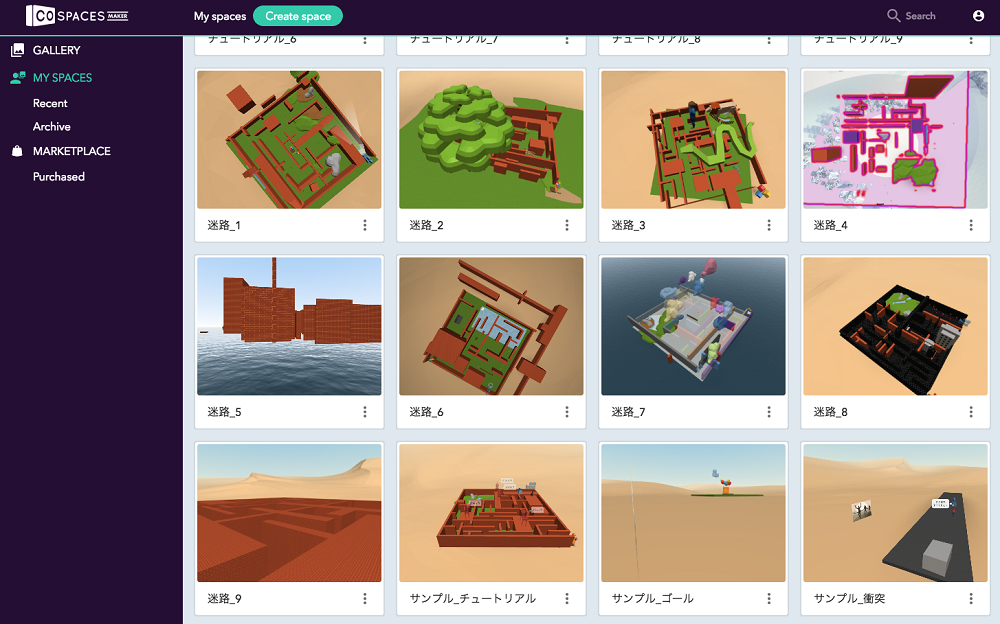 COSPACES MAKER
My spaces
Create space
Search
GALLERY
MY SPACES
Recent
Archive
MARKETPLACE
Purchased
チュートリアル_6
チュートリアル_7
チュートリアル_8
チュートリアル_9
迷路_1
迷路_2
迷路_3
迷路_4
迷路_5
迷路_6
迷路_7
迷路_8
迷路_9
サンプル_チュートリアル
サンプル_ゴール
サンプル_衝突